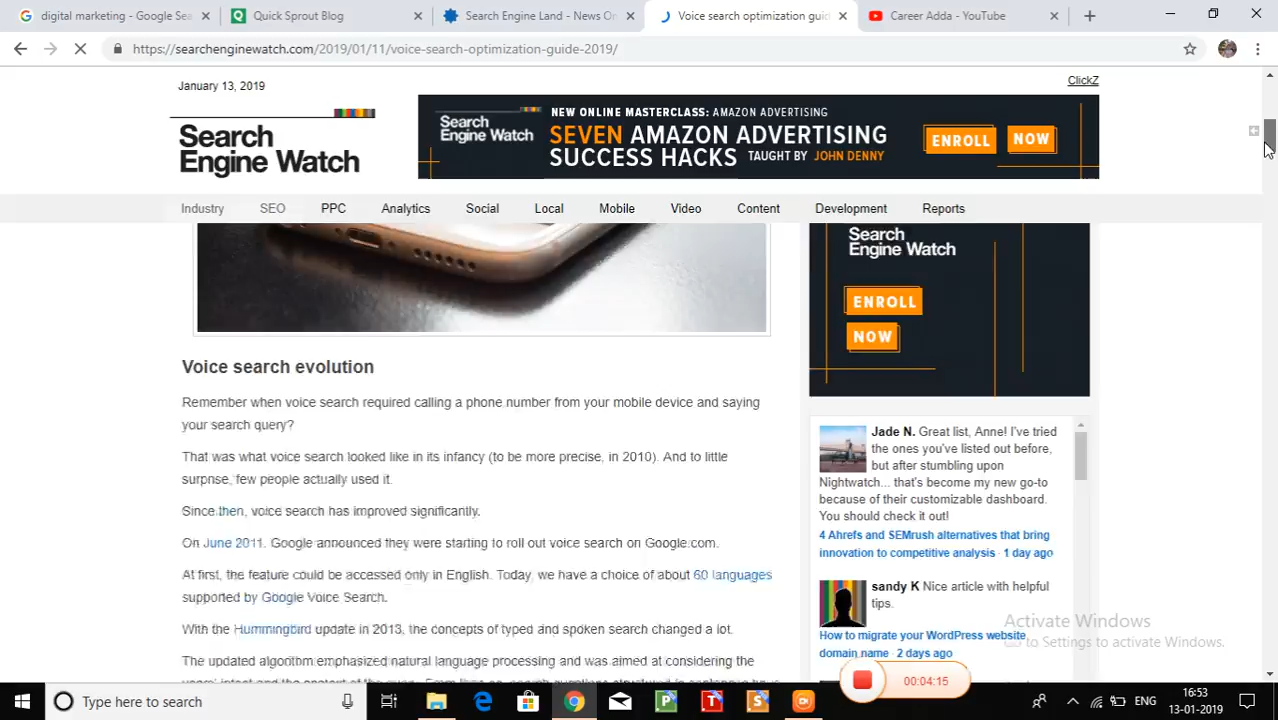 digital marketing - Google Sea
Quick Sprout Blog
Search Engine Land - News On
Voice search optimization guid
Career Adda - YouTube
https://searchenginewatch.com/2019/01/11/voice-search-optimization-guide-2019/
January 13, 2019
ClickZ
Search
Engine Watch
Search
Engine Watch
NEW ONLINE MASTERCLASS: AMAZON ADVERTISING
SEVEN AMAZON ADVERTISING
SUCCESS HACKS TAUGHT BY JOHN DENNY
ENROLL NOW
Industry SEO PPC Analytics Social Local Mobile Video Content Development Reports
Search
Engine Watch
ENROLL
NOW
Voice search evolution
Remember when voice search required calling a phone number from your mobile device and saying
your search query?
That was what voice search looked like in its infancy (to be more precise, in 2010). And to little
surprise, few people actually used it.
Since then, voice search has improved significantly.
On June 2011, Google announced they were starting to roll out voice search on Google.com.
At first, the feature could be accessed only in English. Today, we have a choice of about 60 languages
supported by Google Voice Search.
With the Hummingbird update in 2013, the concepts of typed and spoken search changed a lot.
The updated algorithm emphasized natural language processing and was aimed at considering the
Jade N. Great list, Anne! I've tried
the ones you've listed out before,
but after stumbling upon
Nightwatch... that's become my new go-to
because of their customizable dashboard.
You should check it out!
4 Ahrefs and SEMrush alternatives that bring
innovation to competitive analysis · 1 day ago
sandy K Nice article with helpful
tips.
How to migrate your WordPress website
domain name · 2 days ago
Activate Windows
Go to Settings to activate Windows.
00:04:15
Type here to search
ENG
16:53
13-01-2019